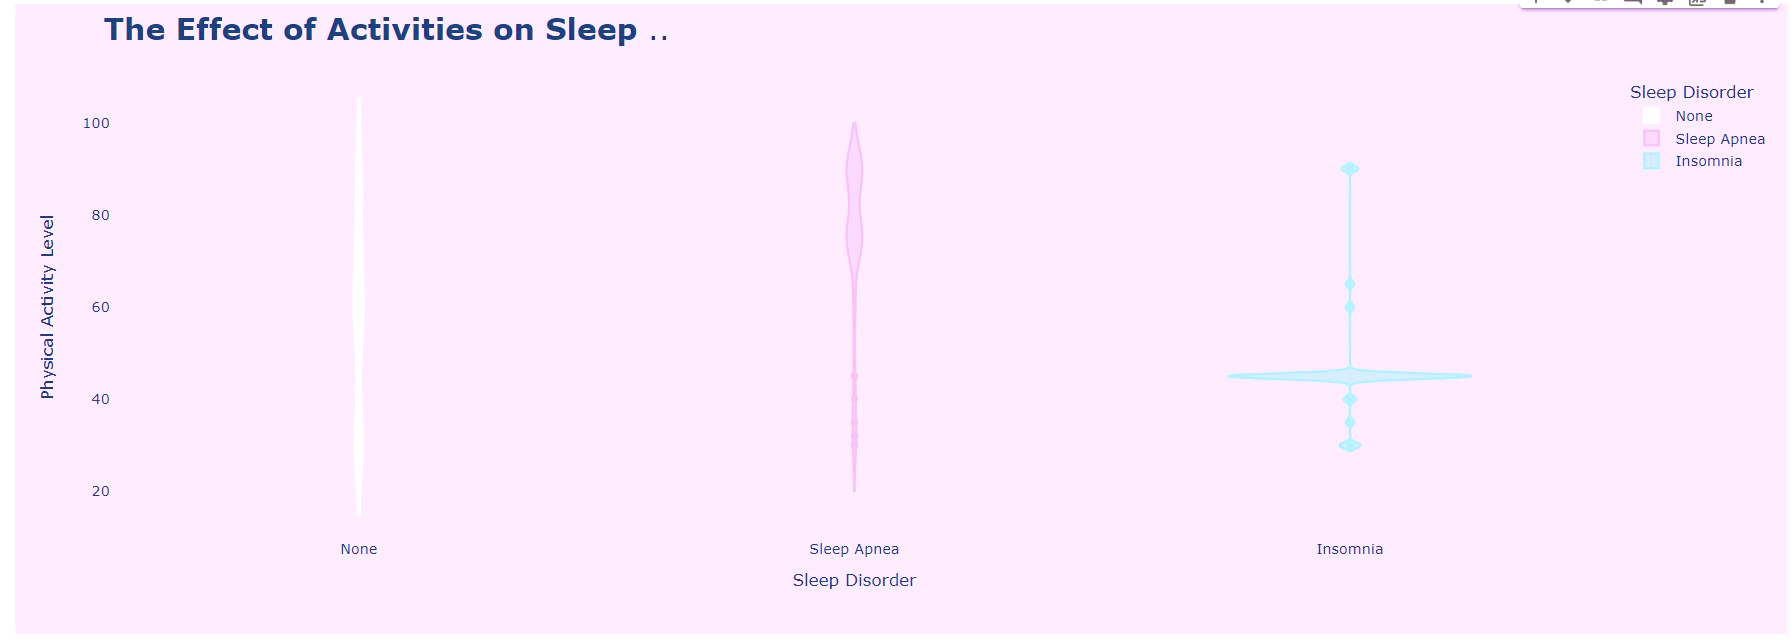 The Effect of Activities on Sleep ..
Sleep Disorder
None
Sleep Apnea
Insomnia
100
80
60
40
20
Physical Activity Level
None
Sleep Apnea
Insomnia
Sleep Disorder